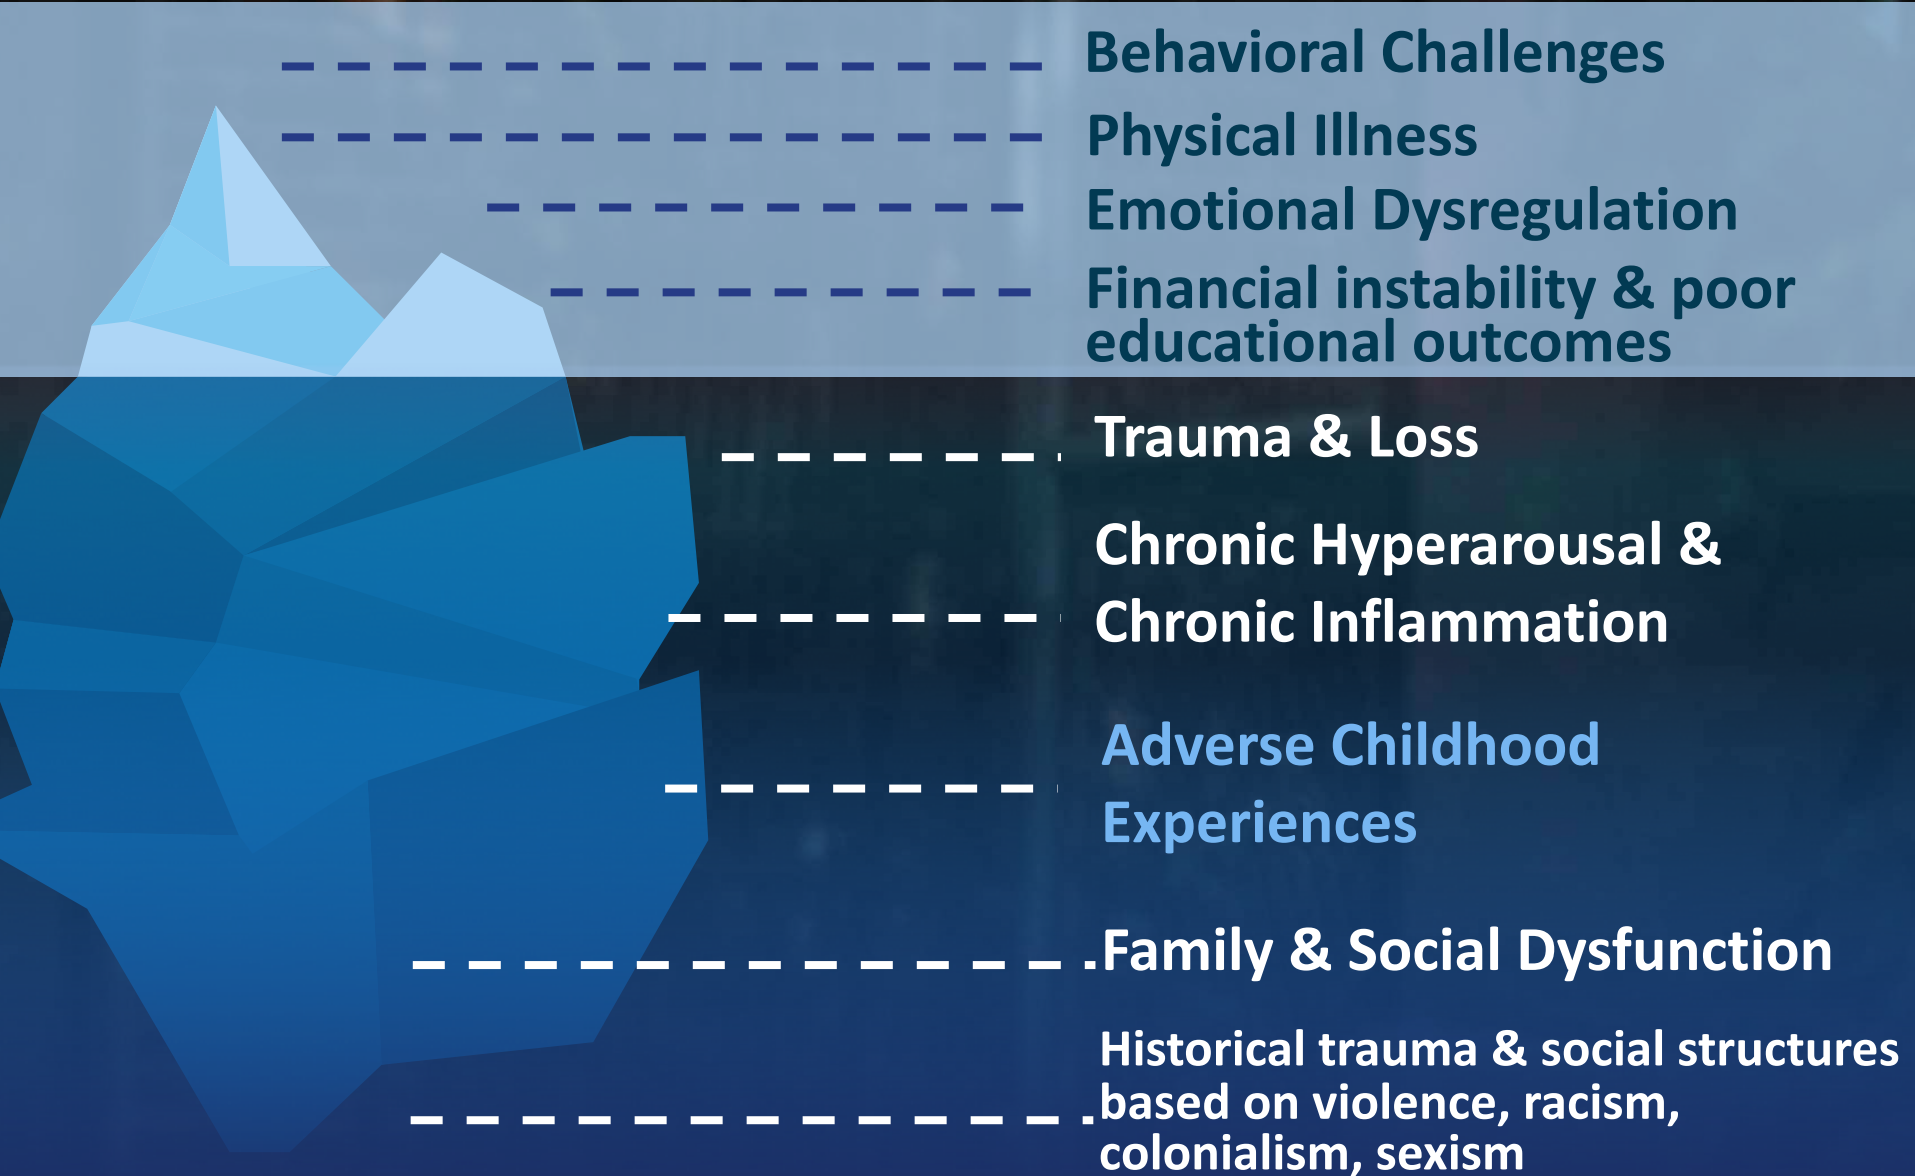 Behavioral Challenges
Physical Illness
Emotional Dysregulation
Financial instability & poor
educational outcomes
Trauma & Loss
Chronic Hyperarousal &
Chronic Inflammation
Adverse Childhood
Experiences
Family & Social Dysfunction
Historical trauma & social structures
based on violence, racism,
colonialism, sexism